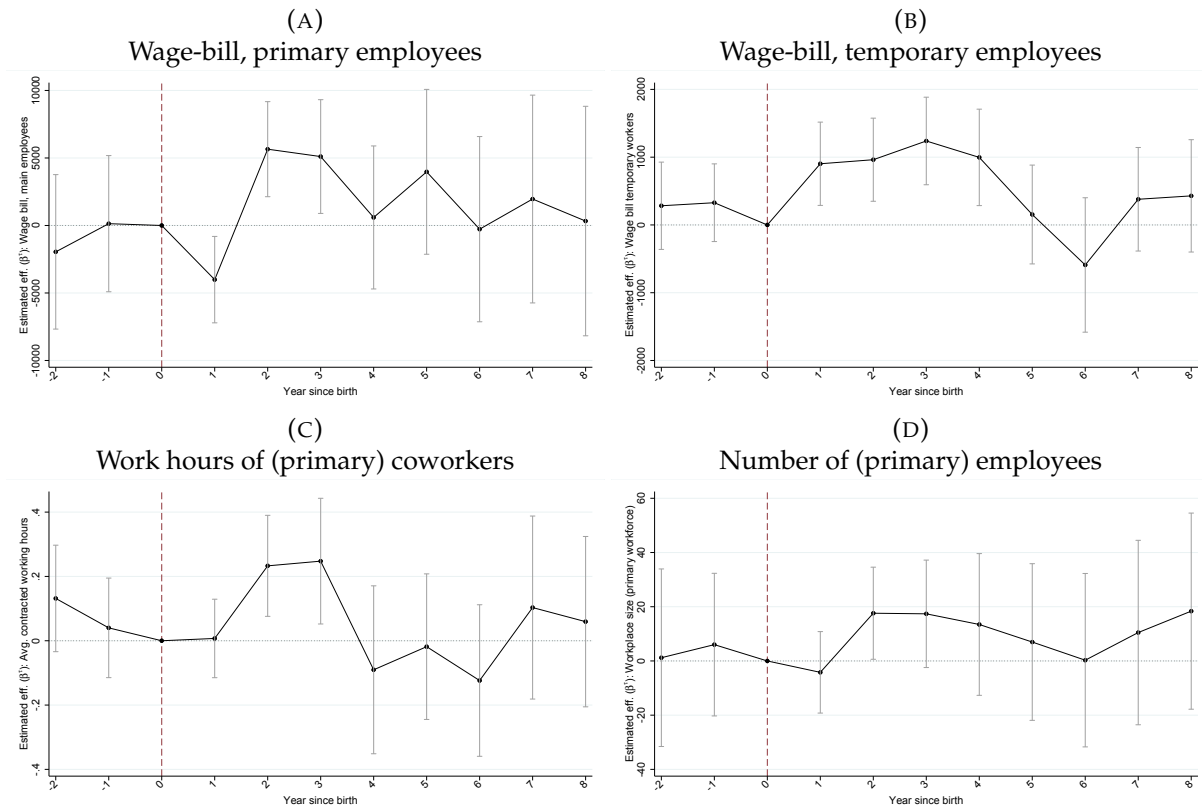 (A)
Wage-bill, primary employees
Estimated eff. (β¹): Wage bill, main employees
10000
5000
0
-5000
-10000
-2 -1 0 1 2 3 4 5 6 7 8
Year since birth
(B)
Wage-bill, temporary employees
Estimated eff. (β¹): Wage bill temporary workers
2000
1000
0
-1000
-2000
-2 -1 0 1 2 3 4 5 6 7 8
Year since birth
(C)
Work hours of (primary) coworkers
Estimated eff. (β¹): Avg. contracted working hours
.4
.2
0
-.2
-.4
-2 -1 0 1 2 3 4 5 6 7 8
Year since birth
(D)
Number of (primary) employees
Estimated eff. (β¹): Workplace size (primary workforce)
60
40
20
0
-20
-40
-2 -1 0 1 2 3 4 5 6 7 8
Year since birth